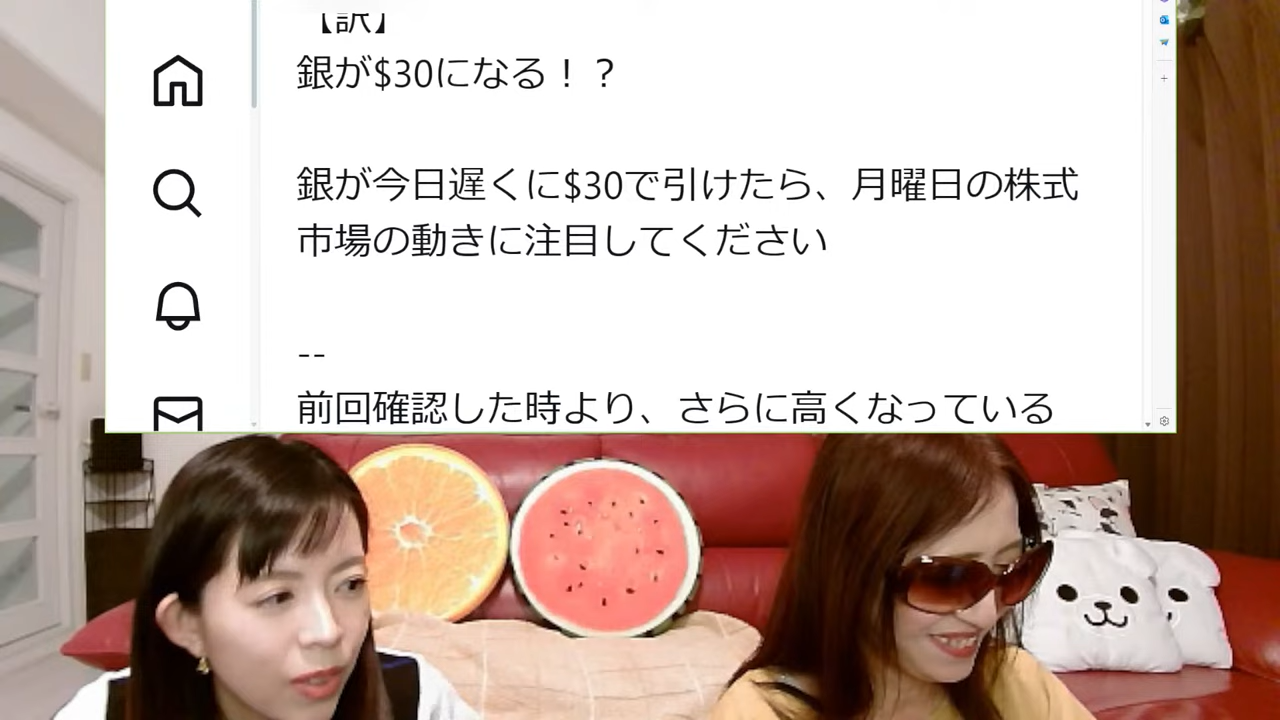 【訳】
銀が$30になる！？
銀が今日遅くに$30で引けたら、月曜日の株式
市場の動きに注目してください
--
前回確認した時より、さらに高くなっている